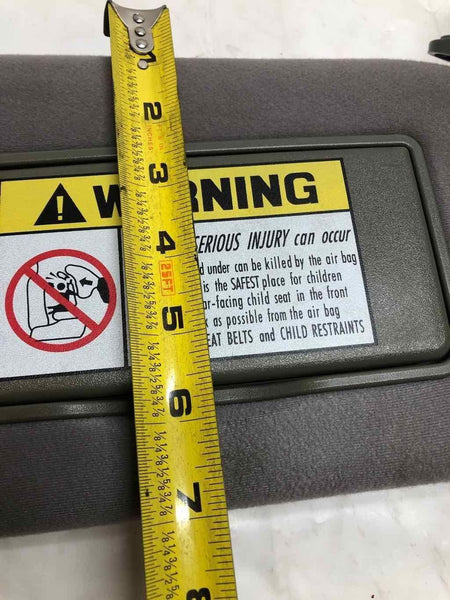 1
2
INCHES
3
WARNING
4
SERIOUS INJURY can occur
25FT
under can be killed by the air bag
is the SAFEST place for children
r-facing child seat in the front
as possible from the air bag
5
EAT BELTS and CHILD RESTRAINTS
6
7
8